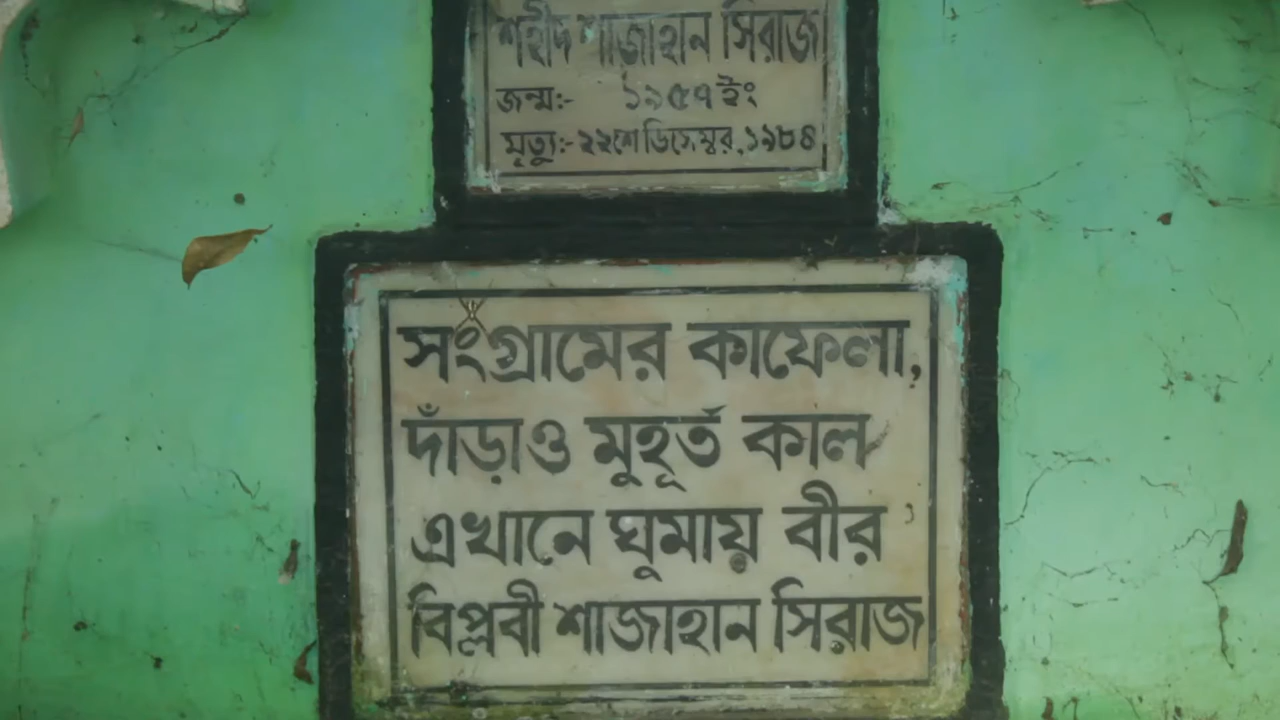 শহীদ শাজাহান সিরাজ
জন্ম:- ১৯৫৭ ইং
মৃত্যু:- ২২শে ডিসেম্বর, ১৯৮৪
সংগ্রামের কাফেলা,
দাঁড়াও মুহূর্ত কাল
এখানে ঘুমায় বীর
বিপ্লবী শাজাহান সিরাজ